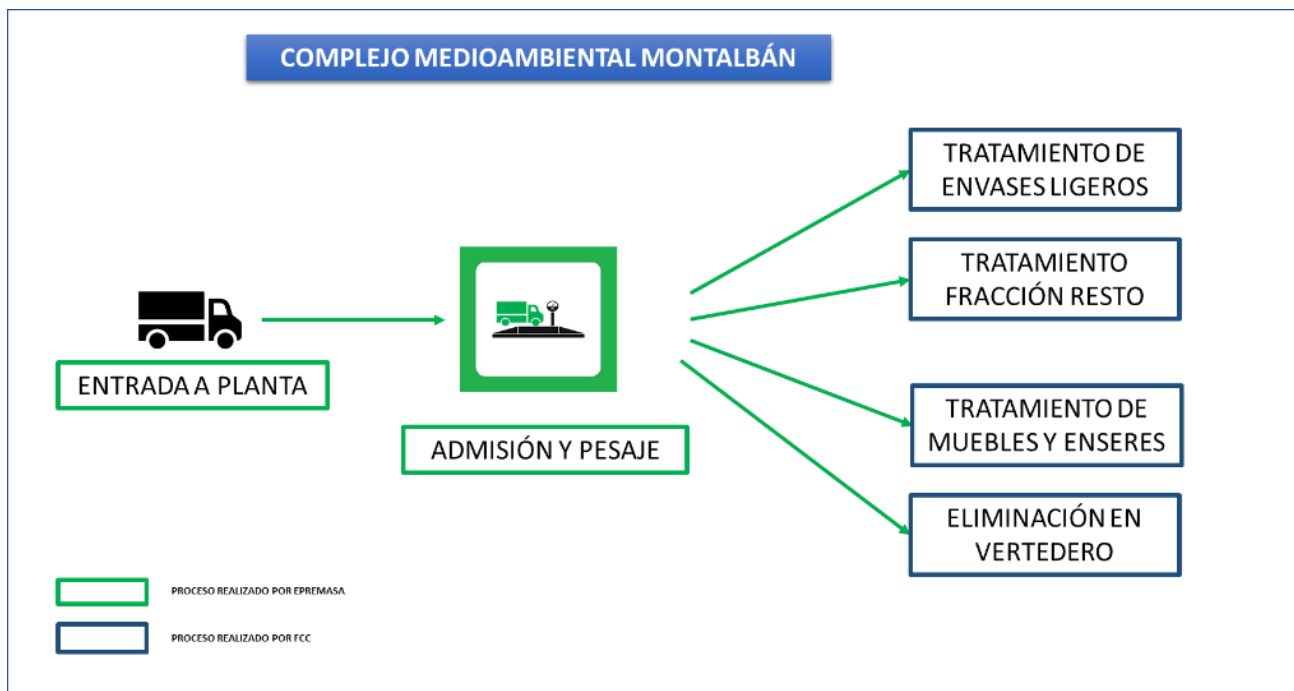 COMPLEJO MEDIOAMBIENTAL MONTALBÁN
ENTRADA A PLANTA
ADMISIÓN Y PESAJE
TRATAMIENTO DE
ENVASES LIGEROS
TRATAMIENTO
FRACCIÓN RESTO
TRATAMIENTO DE
MUEBLES Y ENSERES
ELIMINACIÓN EN
VERTEDERO
PROCESO REALIZADO POR EPREMASA
PROCESO REALIZADO POR FCC